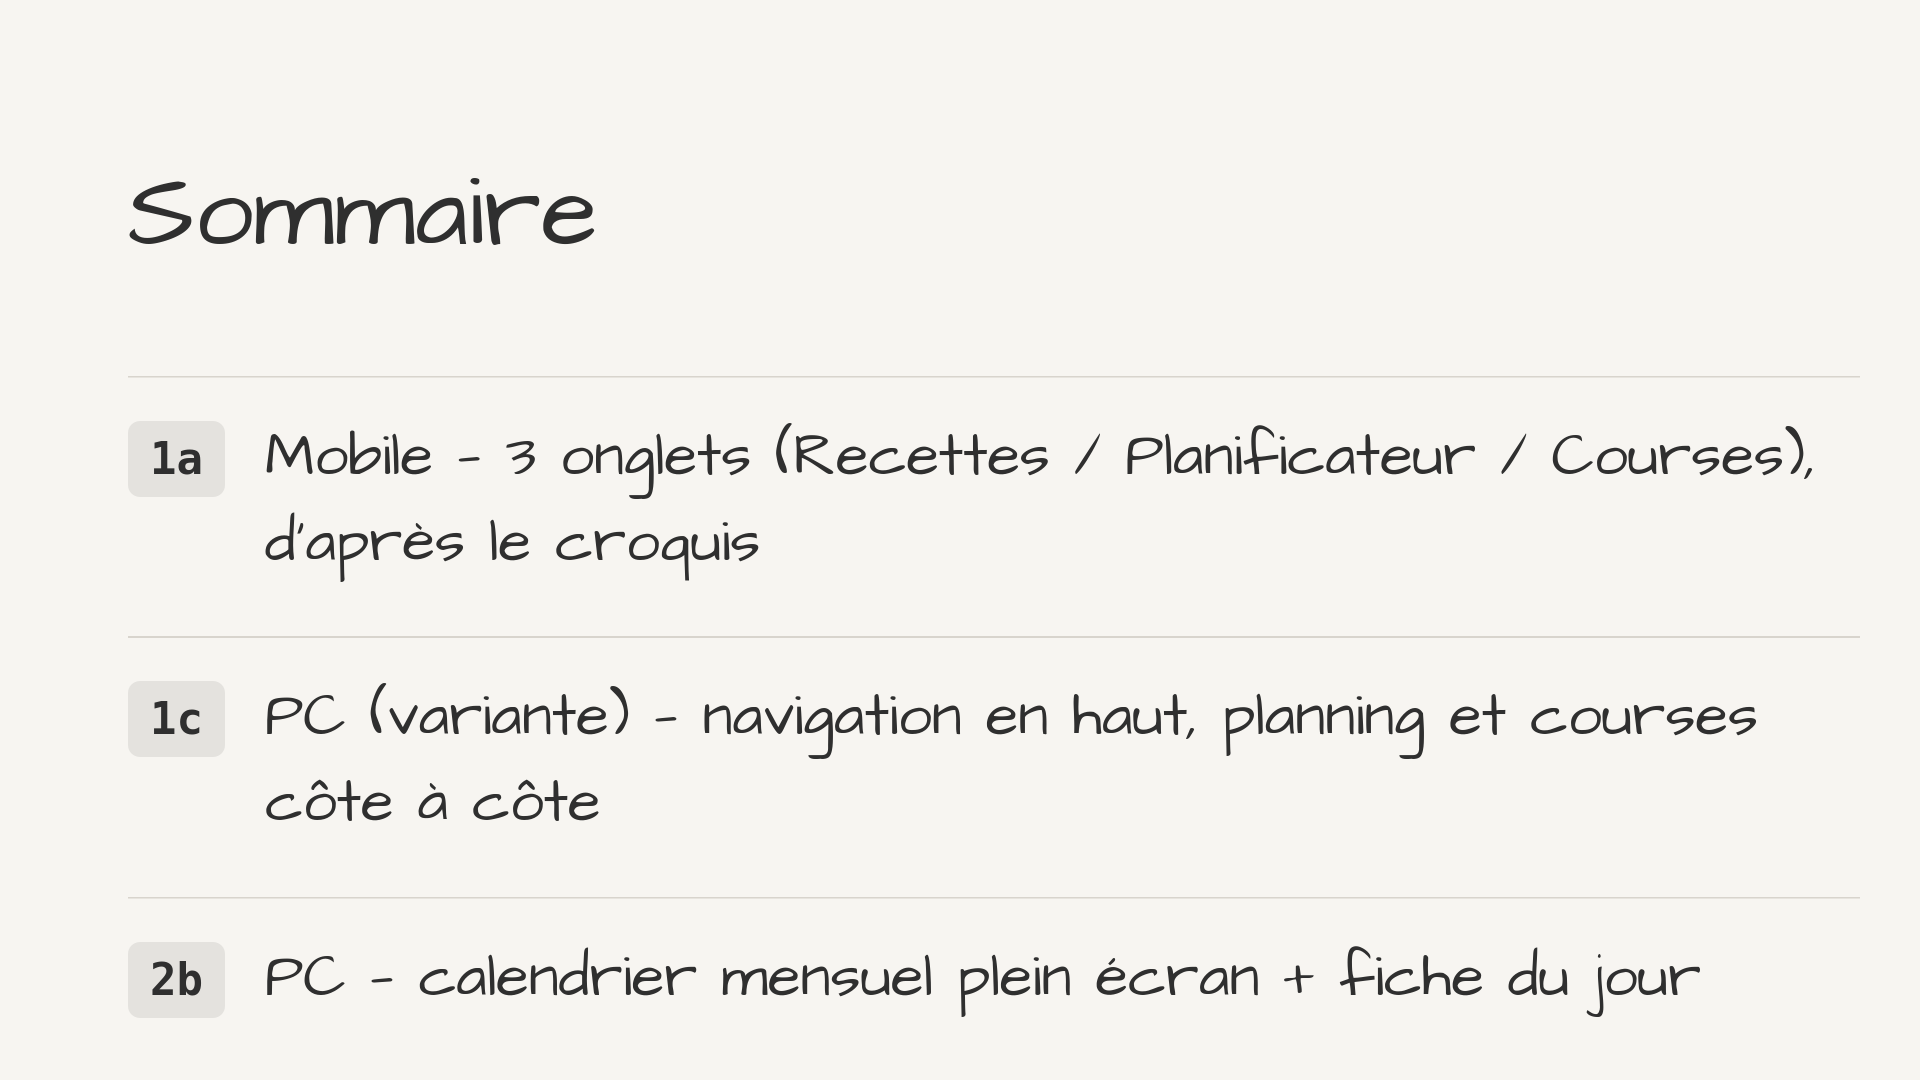 Sommaire
1a Mobile - 3 onglets (Recettes / Planificateur / Courses),
d'après le croquis
1c PC (variante) - navigation en haut, planning et courses
côte à côte
2b PC - calendrier mensuel plein écran + fiche du jour